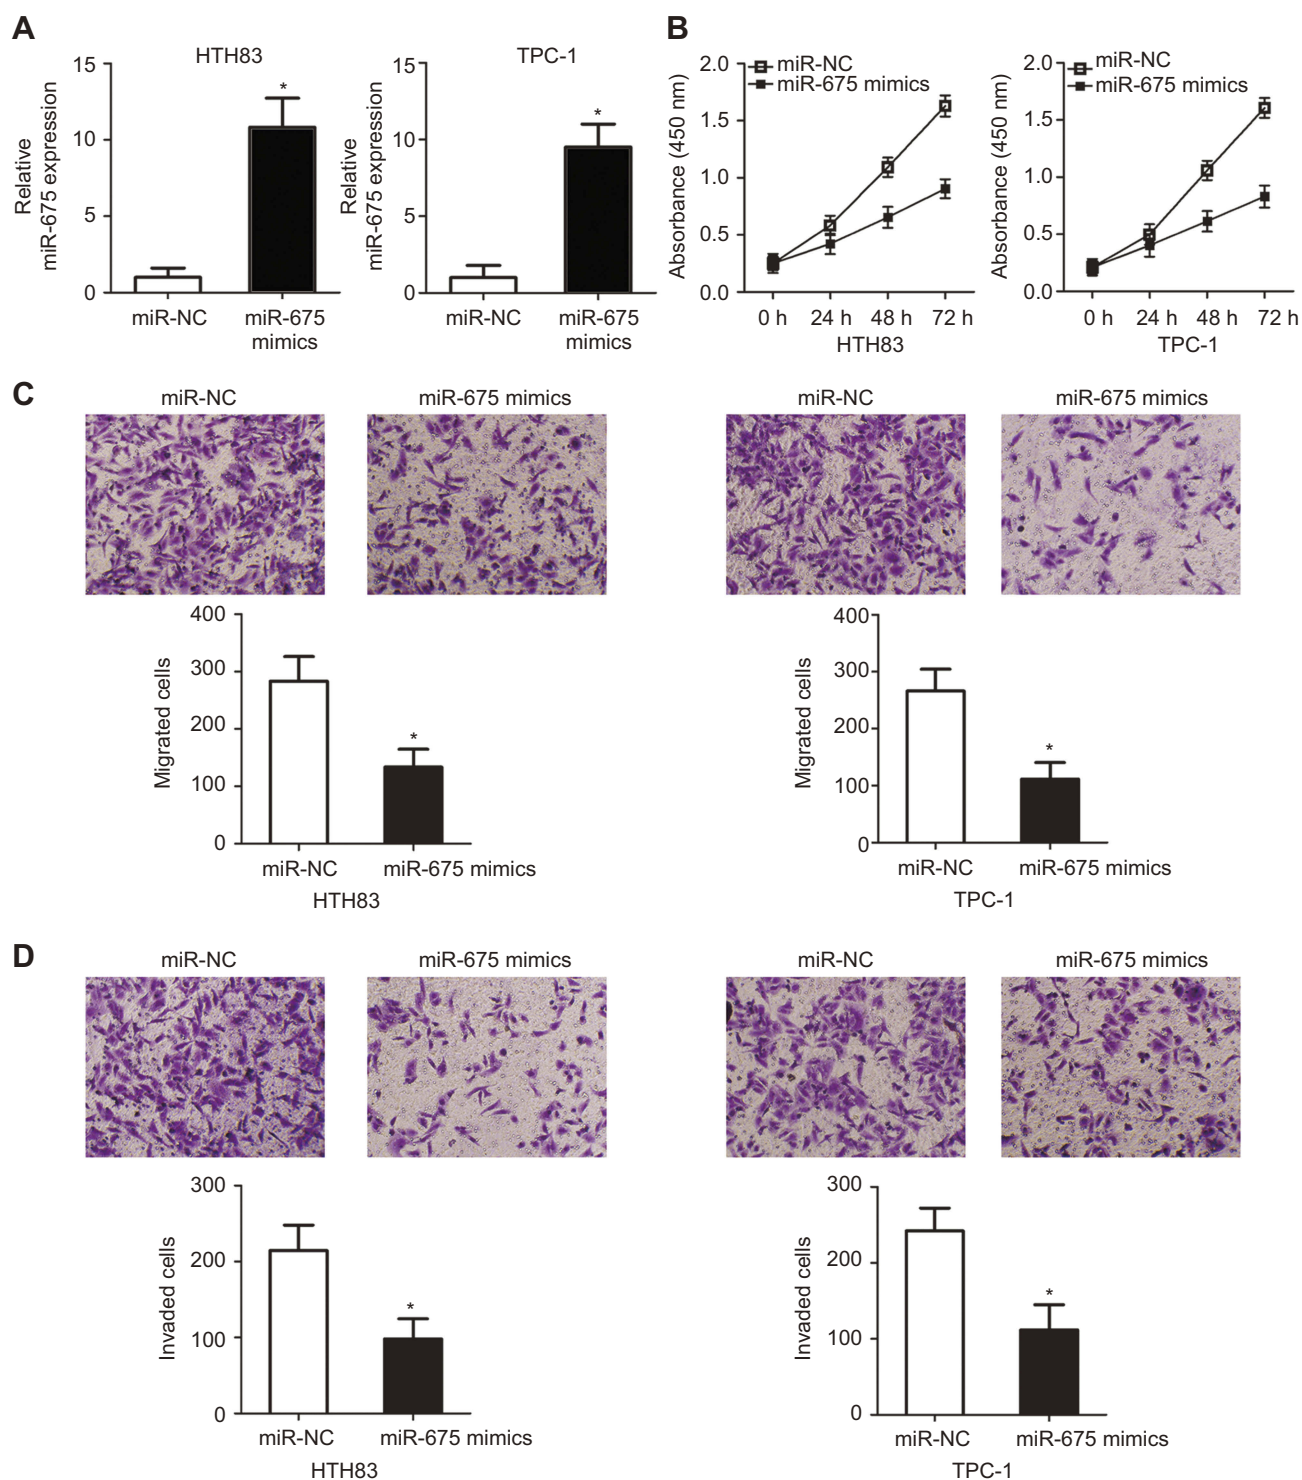 A
HTH83
Relative
miR-675 expression
15
10
5
0
*
miR-NC
miR-675
mimics
TPC-1
Relative
miR-675 expression
15
10
5
0
*
miR-NC
miR-675
mimics
B
Absorbance (450 nm)
2.0
1.5
1.0
0.5
0.0
miR-NC
miR-675 mimics
0 h 24 h 48 h 72 h
HTH83
Absorbance (450 nm)
2.0
1.5
1.0
0.5
0.0
miR-NC
miR-675 mimics
0 h 24 h 48 h 72 h
TPC-1
C
miR-NC
miR-675 mimics
miR-NC
miR-675 mimics
Migrated cells
400
300
200
100
0
*
miR-NC
miR-675 mimics
HTH83
Migrated cells
400
300
200
100
0
*
miR-NC
miR-675 mimics
TPC-1
D
miR-NC
miR-675 mimics
miR-NC
miR-675 mimics
Invaded cells
300
200
100
0
*
miR-NC
miR-675 mimics
HTH83
Invaded cells
300
200
100
0
*
miR-NC
miR-675 mimics
TPC-1